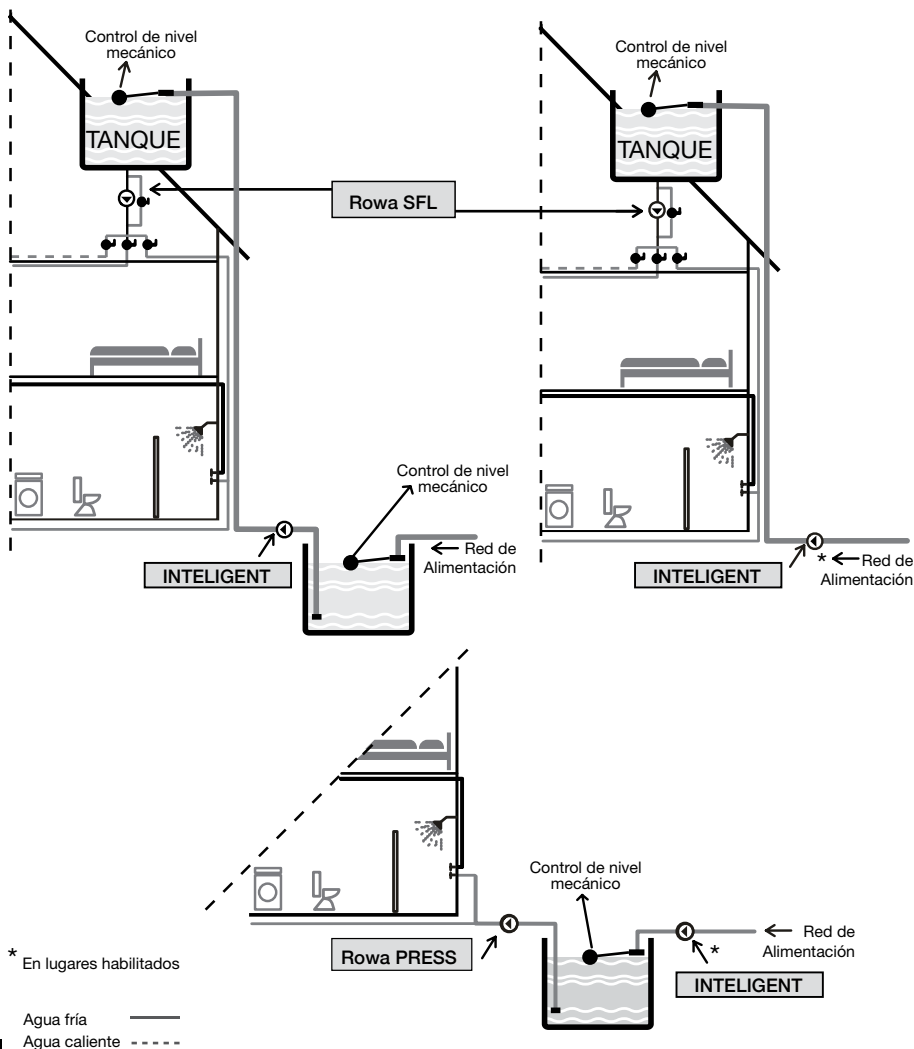 Control de nivel
mecánico
TANQUE
Rowa SFL
Control de nivel
mecánico
TANQUE
Control de nivel
mecánico
Red de
Alimentación
INTELIGENT
INTELIGENT
* Red de
Alimentación
Control de nivel
mecánico
Rowa PRESS
*
Red de
Alimentación
INTELIGENT
* En lugares habilitados
Agua fría
Agua caliente